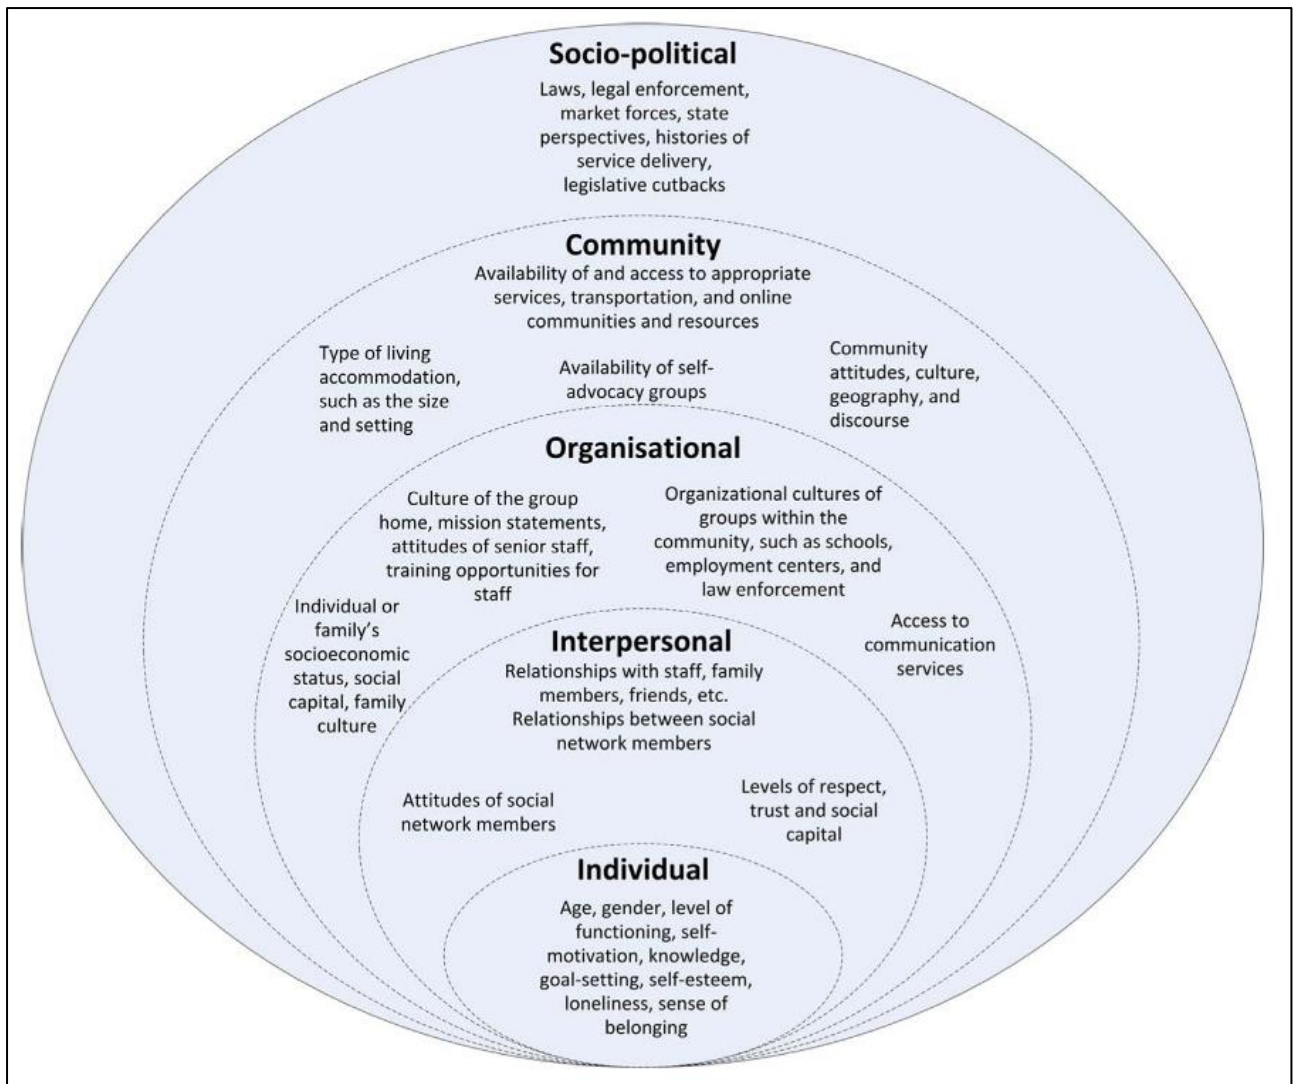 Socio-political
Laws, legal enforcement,
market forces, state
perspectives, histories of
service delivery,
legislative cutbacks
Community
Availability of and access to appropriate
services, transportation, and online
communities and resources
Type of living
accommodation,
such as the size
and setting
Availability of self-
advocacy groups
Community
attitudes, culture,
geography, and
discourse
Organisational
Culture of the group
home, mission statements,
attitudes of senior staff,
training opportunities for
staff
Organizational cultures of
groups within the
community, such as schools,
employment centers, and
law enforcement
Individual or
family's
socioeconomic
status, social
capital, family
culture
Access to
communication
services
Interpersonal
Relationships with staff, family
members, friends, etc.
Relationships between social
network members
Attitudes of social
network members
Levels of respect,
trust and social
capital
Individual
Age, gender, level of
functioning, self-
motivation, knowledge,
goal-setting, self-esteem,
loneliness, sense of
belonging